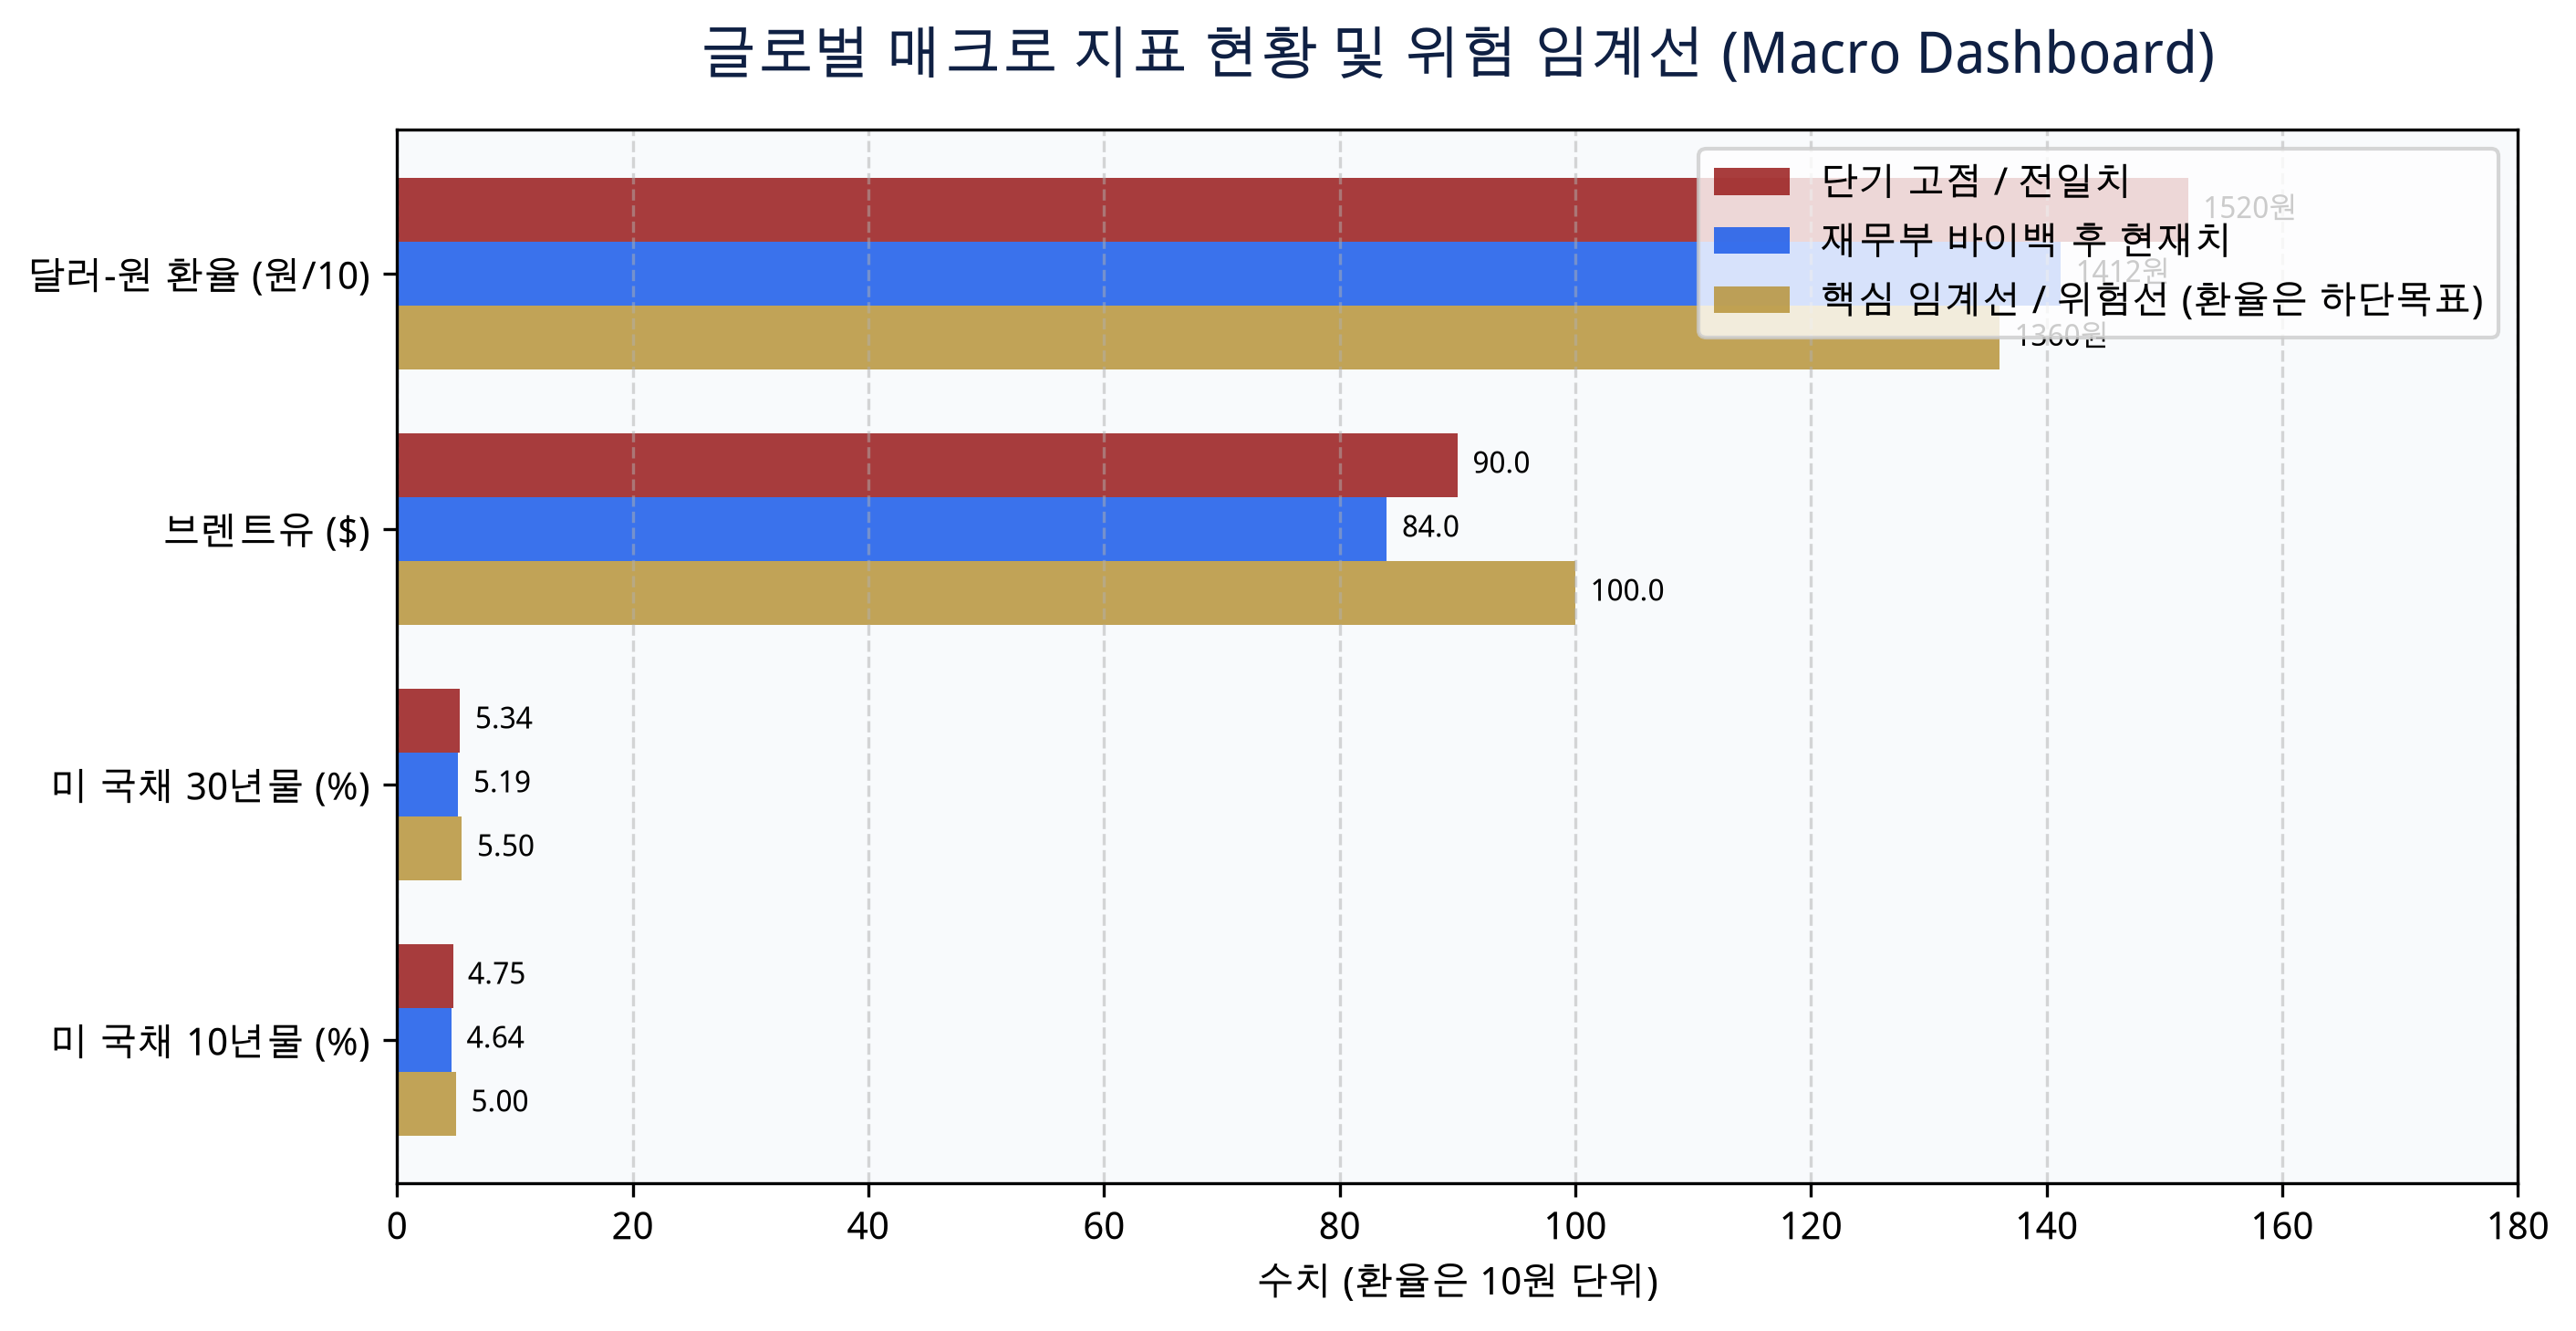 글로벌 매크로 지표 현황 및 위험 임계선 (Macro Dashboard)
단기 고점 / 전일치
재무부 바이백 후 현재치
핵심 임계선 / 위험선 (환율은 하단목표)
달러-원 환율 (원/10)
1520원
1412원
1360원
브렌트유 ($)
90.0
84.0
100.0
미 국채 30년물 (%)
5.34
5.19
5.50
미 국채 10년물 (%)
4.75
4.64
5.00
0 20 40 60 80 100 120 140 160 180
수치 (환율은 10원 단위)